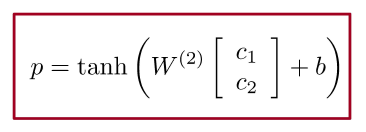 p = tanh ( W^{(2)} [ c_1 c_2 ] + b )